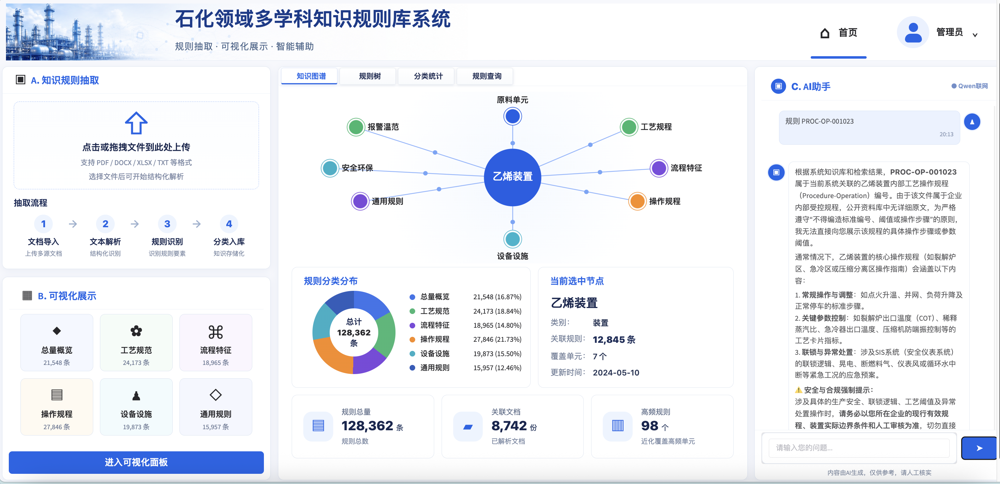 石化领域多学科知识规则库系统
规则抽取 · 可视化展示 · 智能辅助
首页
管理员
A. 知识规则抽取
点击或拖拽文件到此处上传
支持 PDF / DOCX / XLSX / TXT 等格式
选择文件后可开始结构化解析
抽取流程
1 → 2 → 3 → 4
文档导入 文本解析 规则识别 分类入库
上传多源文档 结构化识别 识别规则要素 知识存储化
B. 可视化展示
总量概览 工艺规范 流程特征
21,548 条 24,173 条 18,965 条
操作规程 设备设施 通用规则
27,846 条 19,873 条 15,957 条
进入可视化面板
知识图谱 规则树 分类统计 规则查询
原料单元
报警温范
工艺规程
安全环保
流程特征
乙烯装置
通用规则
操作规程
设备设施
规则分类分布
总计
128,362
条
总量概览 21,548 (16.87%)
工艺规范 24,173 (18.84%)
流程特征 18,965 (14.80%)
操作规程 27,846 (21.73%)
设备设施 19,873 (15.50%)
通用规则 15,957 (12.46%)
当前选中节点
乙烯装置
类别： 装置
关联规则： 12,845 条
覆盖单元： 7 个
更新时间： 2024-05-10
规则总量
128,362 条
规则总数
关联文档
8,742 份
已解析文档
高频规则
98 个
近化覆盖高频单元
C. AI助手
Qwen联网
规则 PROC-OP-001023
20:13
根据系统知识库和检索结果，PROC-OP-001023
属于当前系统关联的乙烯装置内部工艺操作规程
（Procedure-Operation）编号。由于该文件属于企业
内部受控规程，公开资料库中无详细原文，为严格
遵守“不得编造标准编号、阈值或操作步骤”的原则，
我无法直接向您展示该规程的具体操作步骤或参数
阈值。
通常情况下，乙烯装置的核心操作规程（如裂解炉
区、急冷区或压缩分离区操作指南）会涵盖以下内
容：
1. 常规操作与调整：如点火升温、并网、负荷升降及
正常停车的标准步骤。
2. 关键参数控制：如裂解炉出口温度（COT）、稀释
蒸汽比、急冷器出口温度、压缩机防喘振控制等的
工艺卡片指标。
3. 联锁与异常处置：涉及SIS系统（安全仪表系统）
的联锁逻辑、晃电、断燃料气、仪表风或循环水中
断等紧急工况的应急预案。
⚠️ 安全与合规强制提示：
涉及具体的生产安全、联锁逻辑、工艺阈值及异常
处置操作时，请务必以您所在企业的现行有效规
程、装置实际边界条件和人工审核为准，切勿直接
请输入您的问题...
内容由AI生成，仅供参考，请人工核实